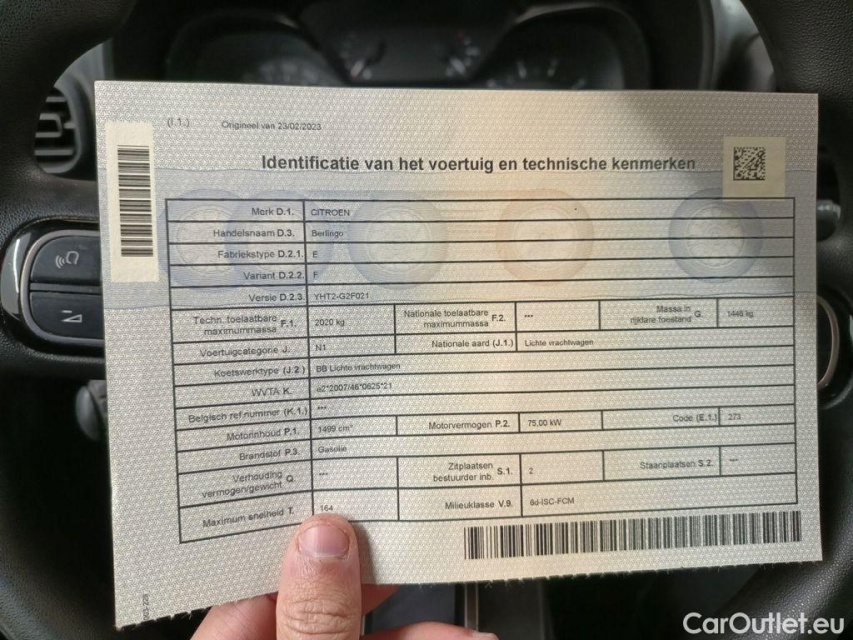 (I.1.) Origineel van 23/02/2023
Identificatie van het voertuig en technische kenmerken
Merk D.1. CITROEN
Handelsnaam D.3. Berlingo
Fabriekstype D.2.1. E
Variant D.2.2. F
Versie D.2.3. YHT2-G2F021
Techn. toelaatbare maximummassa F.1. 2020 kg Nationale toelaatbare maximummassa F.2. --- Massa in rijklare toestand G. 1446 kg
Voertuigcategorie J. N1 Nationale aard (J.1.) Lichte vrachtwagen
Koetswerktype (J.2.) BB Lichte vrachtwagen
WVTA K. e2*2007/46*0625*21
Belgisch ref.nummer (K.1.) ---
Motorinhoud P.1. 1499 cm³ Motorvermogen P.2. 75.00 kW Code (E.1.) 273
Brandstof P.3. Gasolie
Verhouding vermogen/gewicht Q. --- Zitplaatsen bestuurder inb. S.1. 2 Staanplaatsen S.2. ---
Maximum snelheid T. 164 Milieuklasse V.9. 6d-ISC-FCM
CarOutlet.eu